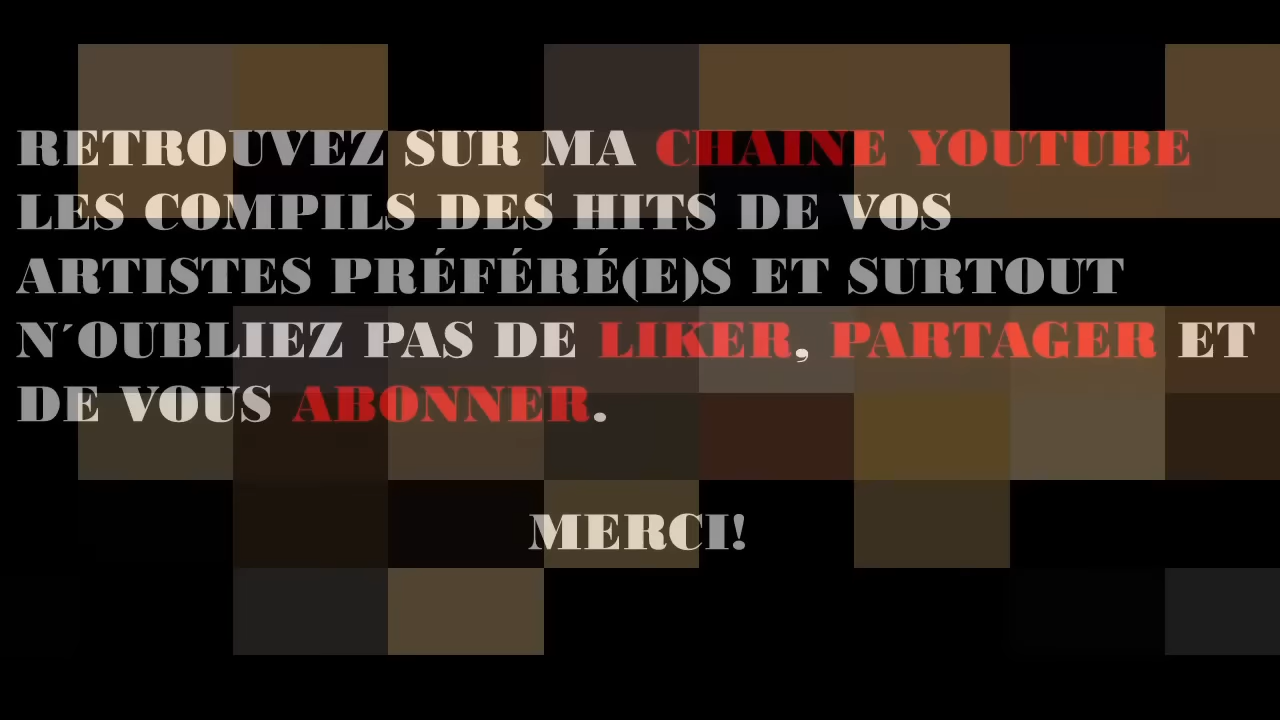 RETROUVEZ SUR MA CHAINE YOUTUBE
LES COMPILS DES HITS DE VOS
ARTISTES PRÉFÉRÉ(E)S ET SURTOUT
N´OUBLIEZ PAS DE LIKER, PARTAGER ET
DE VOUS ABONNER.
MERCI!